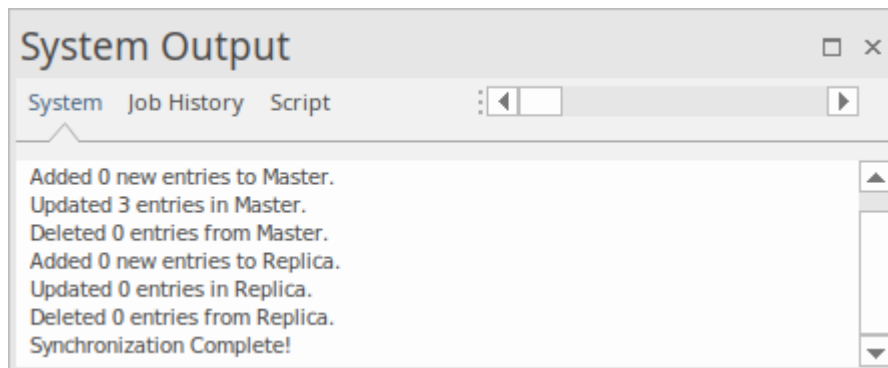 System Output
System Job History Script
Added 0 new entries to Master.
Updated 3 entries in Master.
Deleted 0 entries from Master.
Added 0 new entries to Replica.
Updated 0 entries in Replica.
Deleted 0 entries from Replica.
Synchronization Complete!